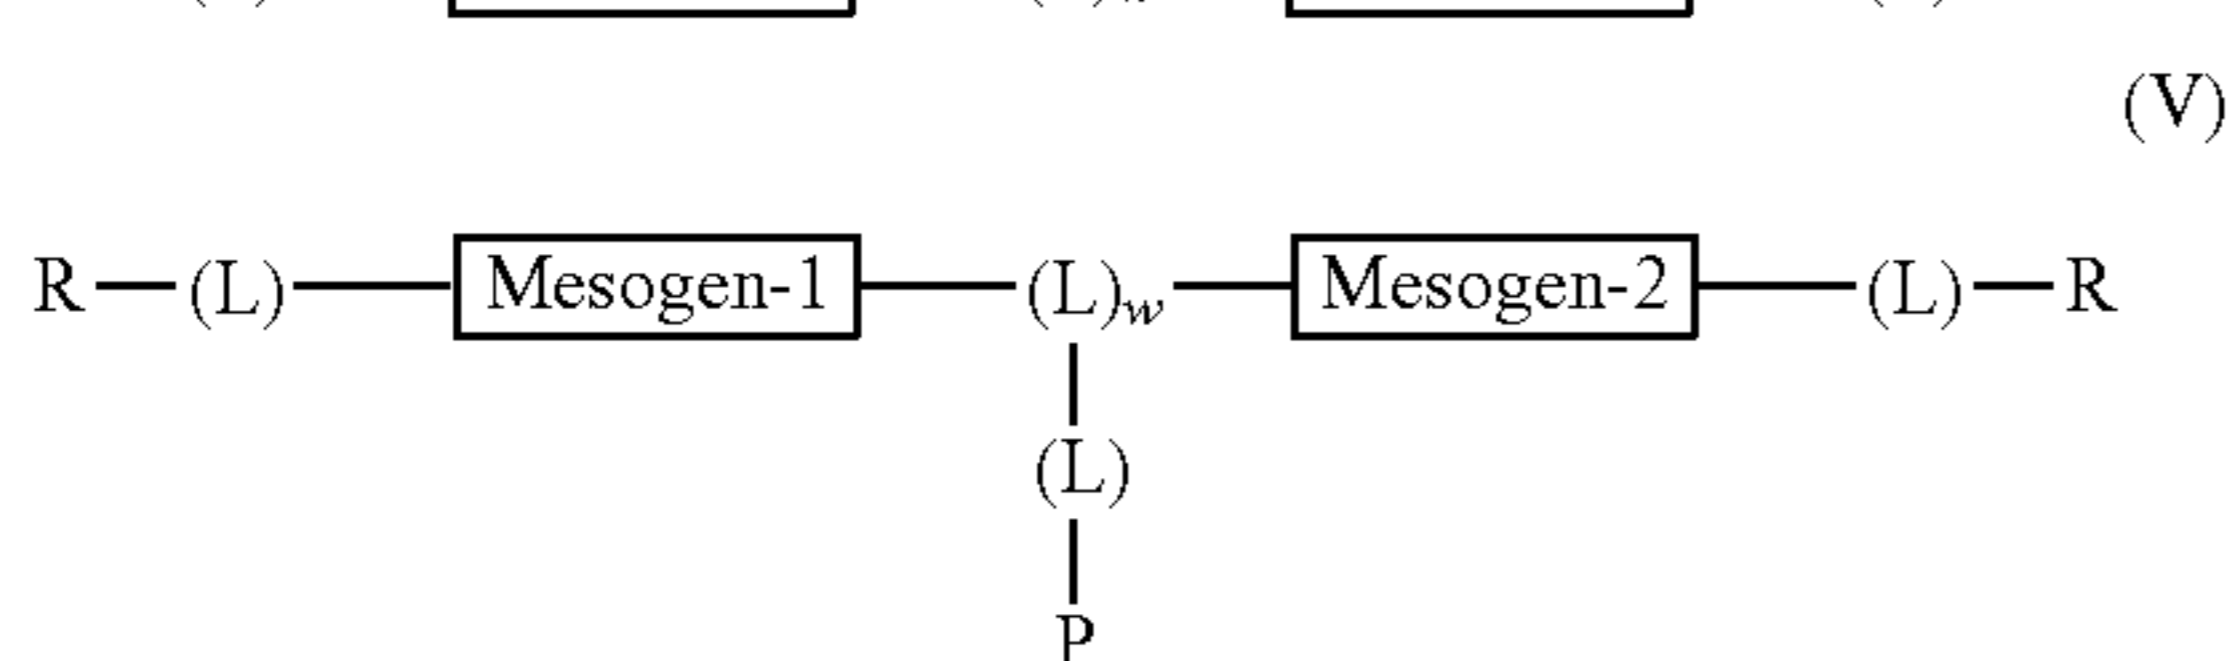 (V)
R—(L)—Mesogen-1—(L)w—Mesogen-2—(L)—R
(L)
P